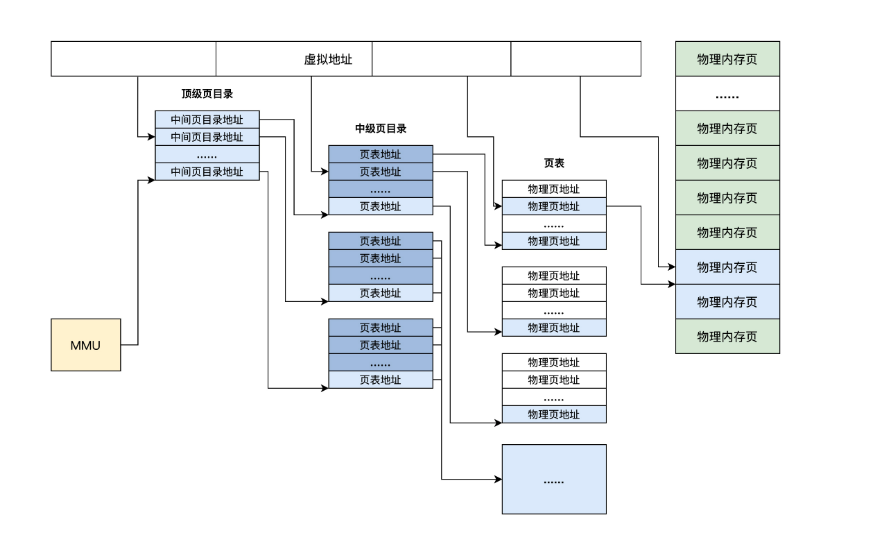 虚拟地址
顶级页目录
中间页目录地址
中间页目录地址
......
中间页目录地址
中级页目录
页表地址
页表地址
......
页表地址
页表地址
页表地址
......
页表地址
页表地址
页表地址
......
页表地址
页表
物理页地址
物理页地址
......
物理页地址
物理页地址
物理页地址
......
物理页地址
物理页地址
物理页地址
......
物理页地址
......
物理内存页
......
物理内存页
物理内存页
物理内存页
物理内存页
物理内存页
物理内存页
物理内存页
MMU